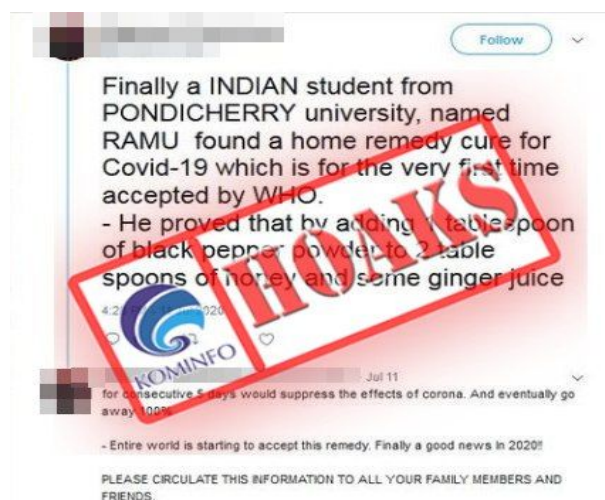 Follow
Finally a INDIAN student from
PONDICHERRY university, named
RAMU found a home remedy cure for
Covid-19 which is for the very first time
accepted by WHO.
- He proved that by adding 1 tablespoon
of black pepper powder to 2 table
spoons of honey and some ginger juice
HOAKS
KOMINFO
Jul 11
for consecutive 5 days would suppress the effects of corona. And eventually go
away 100%
- Entire world is starting to accept this remedy. Finally a good news In 2020!!
PLEASE CIRCULATE THIS INFORMATION TO ALL YOUR FAMILY MEMBERS AND
FRIENDS.